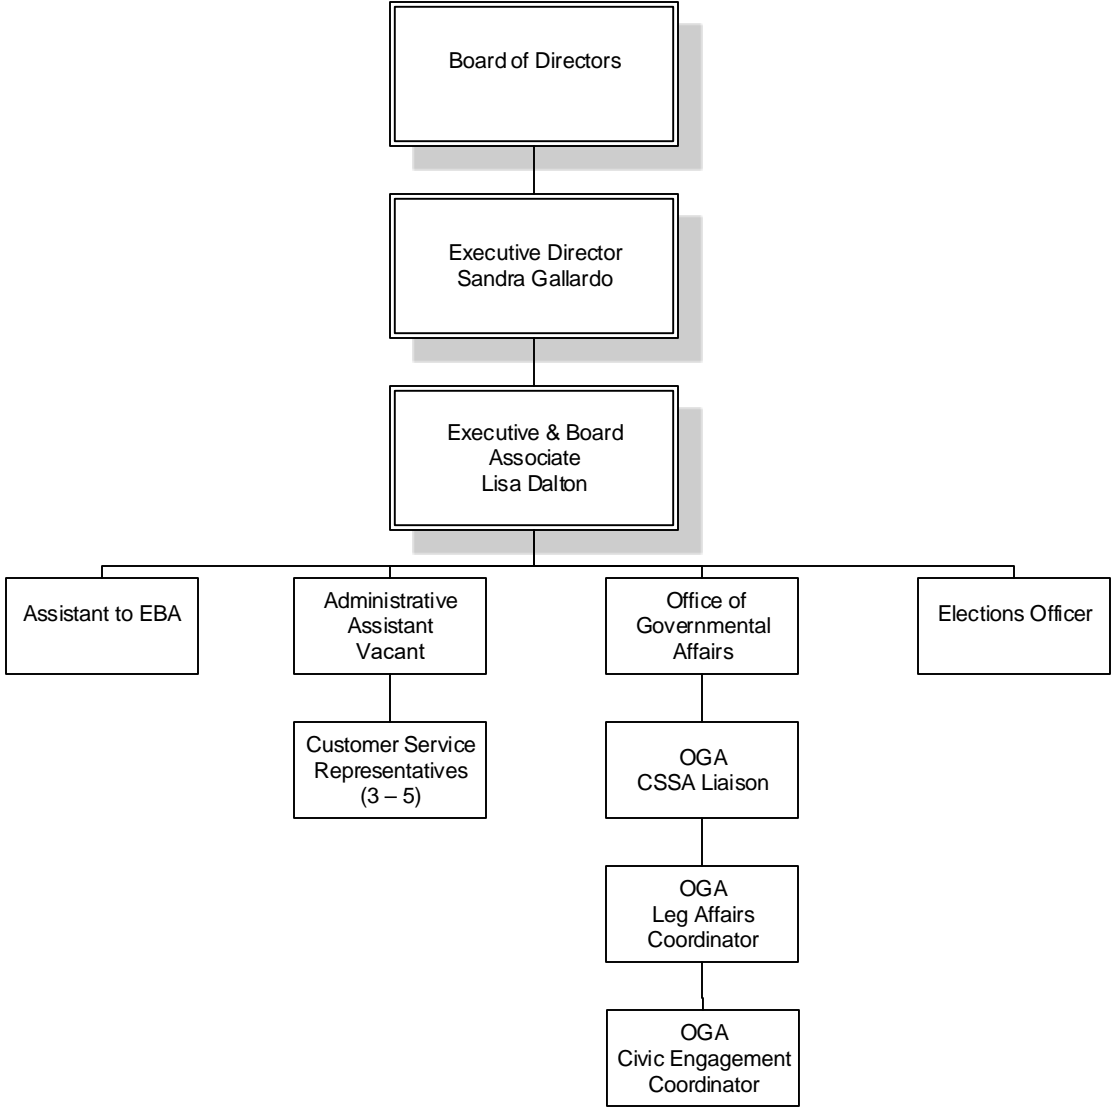 Board of Directors
Executive Director
Sandra Gallardo
Executive & Board
Associate
Lisa Dalton
Assistant to EBA
Administrative
Assistant
Vacant
Office of
Governmental
Affairs
Elections Officer
Customer Service
Representatives
(3 – 5)
OGA
CSSA Liaison
OGA
Leg Affairs
Coordinator
OGA
Civic Engagement
Coordinator